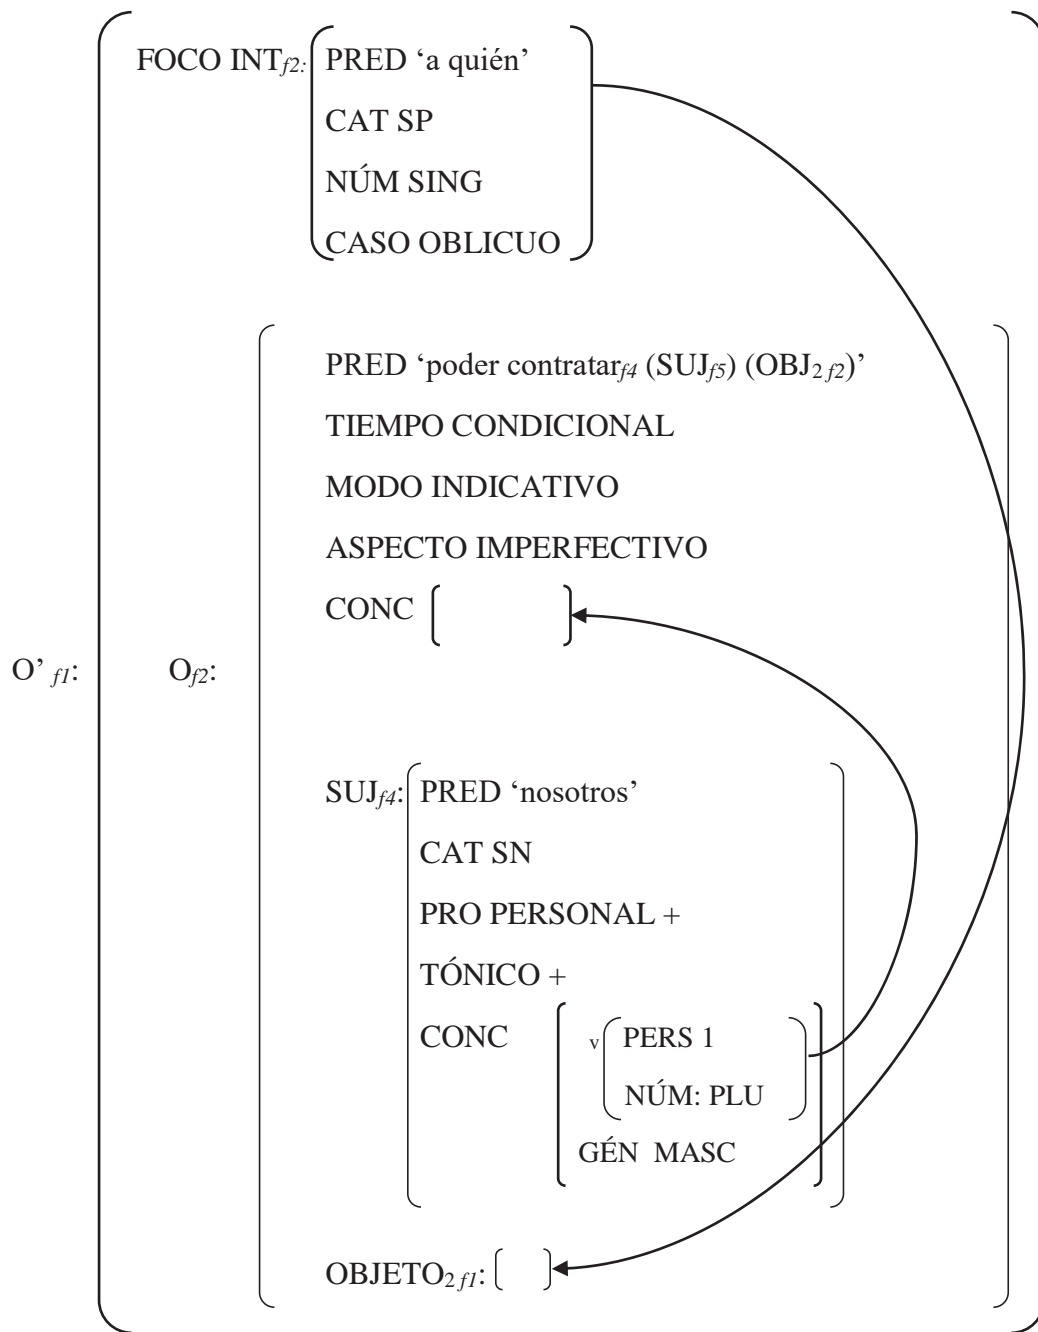 FOCO INTf2: PRED ‘a quién’
CAT SP
NÚM SING
CASO OBLICUO
PRED ‘poder contratarf4 (SUJf5) (OBJ2 f2)’
TIEMPO CONDICIONAL
MODO INDICATIVO
ASPECTO IMPERFECTIVO
CONC
O’ f1: Of2:
SUJf4: PRED ‘nosotros’
CAT SN
PRO PERSONAL +
TÓNICO +
CONC v PERS 1
NÚM: PLU
GÉN MASC
OBJETO2 f1: